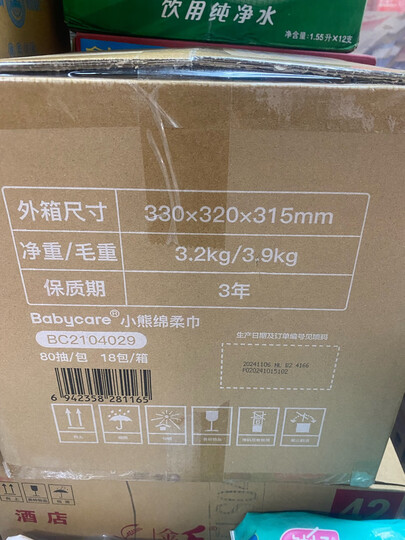 饮用纯净水
净含量：1.55升×12支
外箱尺寸 330×320×315mm
净重/毛重 3.2kg/3.9kg
保质期 3年
Babycare® 小熊绵柔巾
BC2104029
80抽/包 18包/箱
生产日期及订单编号见喷码
6 942358 281165
酒店